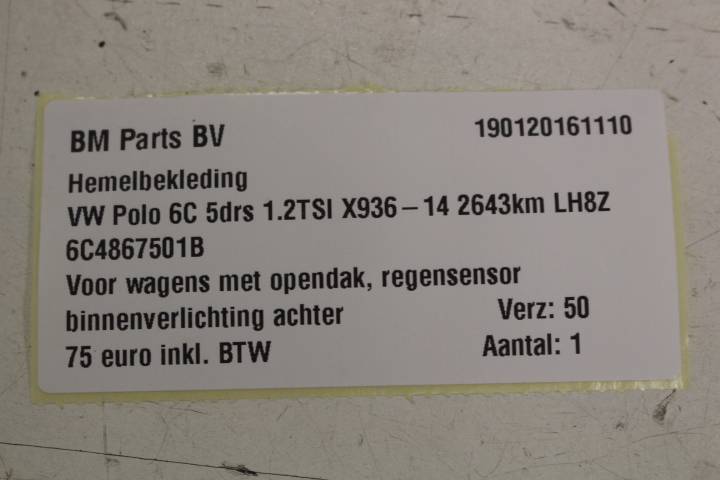 BM Parts BV 190120161110
Hemelbekleding
VW Polo 6C 5drs 1.2TSI X936 – 14 2643km LH8Z
6C4867501B
Voor wagens met opendak, regensensor
binnenverlichting achter Verz: 50
75 euro inkl. BTW Aantal: 1